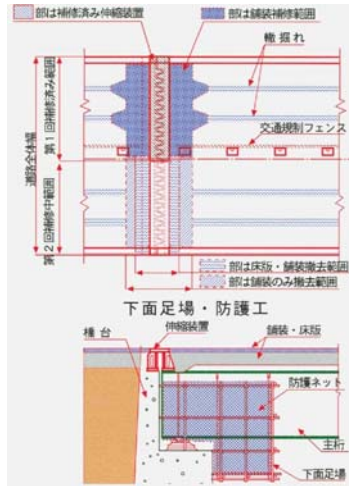 部は補修済み伸縮装置
部は舗装補修範囲
轍掘れ
交通規制フェンス
道路全体幅
第1回補修済み範囲
第2回補修中範囲
部は床版・舗装撤去範囲
部は舗装のみ撤去範囲
下面足場・防護工
伸縮装置
橋台
舗装・床版
防護ネット
主桁
下面足場